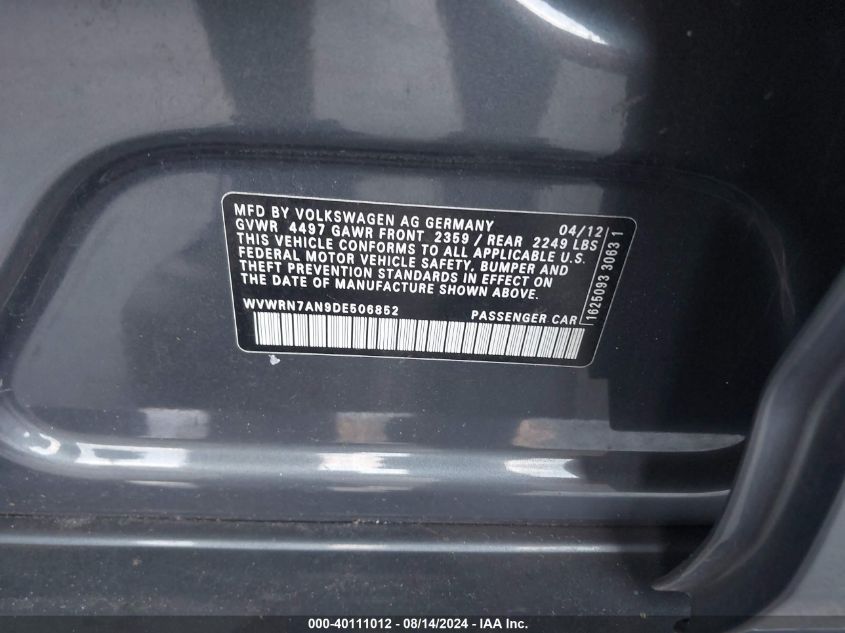 MFD BY VOLKSWAGEN AG GERMANY 04/12
GVWR 4497 GAWR FRONT 2359 / REAR 2249 LBS
THIS VEHICLE CONFORMS TO ALL APPLICABLE U.S.
FEDERAL MOTOR VEHICLE SAFETY, BUMPER AND
THEFT PREVENTION STANDARDS IN EFFECT ON
THE DATE OF MANUFACTURE SHOWN ABOVE.
WVWRN7AN9DE506852 PASSENGER CAR
1625093 33063 1
000-40111012 - 08/14/2024 - IAA Inc.